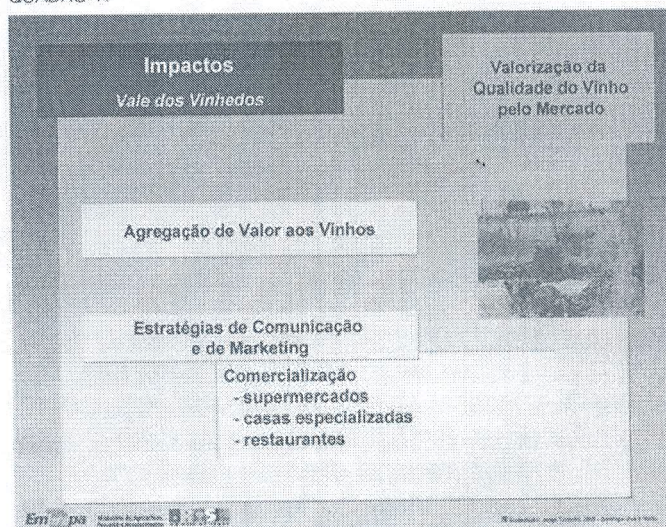 Impactos
Vale dos Vinhedos
Valorização da
Qualidade do Vinho
pelo Mercado
Agregação de Valor aos Vinhos
Estratégias de Comunicação
e de Marketing
Comercialização
- supermercados
- casas especializadas
- restaurantes